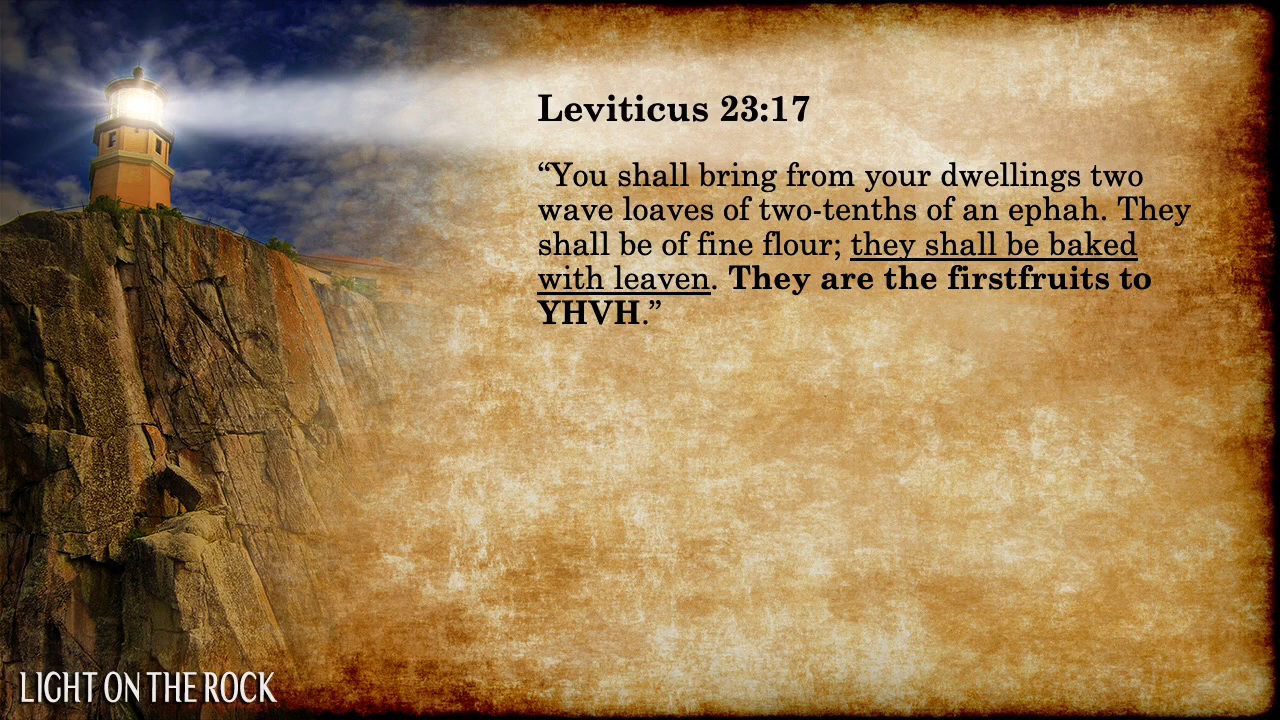 Leviticus 23:17
“You shall bring from your dwellings two
wave loaves of two-tenths of an ephah. They
shall be of fine flour; they shall be baked
with leaven. They are the firstfruits to
YHVH.”
LIGHT ON THE ROCK